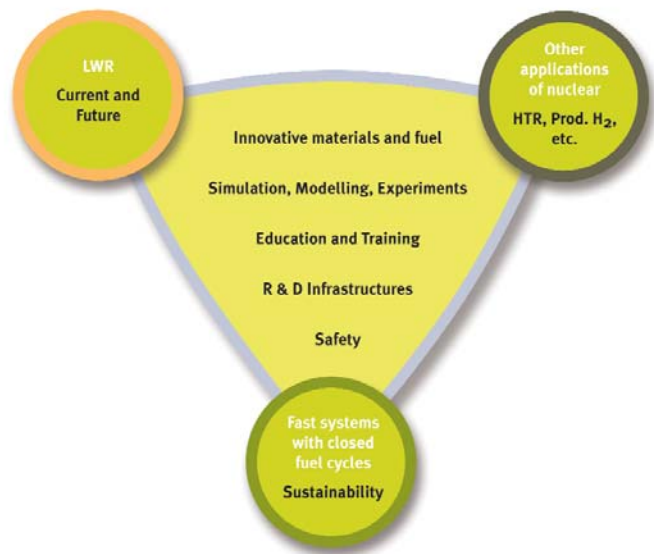 LWR
Current and
Future
Other
applications
of nuclear
HTR, Prod. H₂,
etc.
Innovative materials and fuel
Simulation, Modelling, Experiments
Education and Training
R & D Infrastructures
Safety
Fast systems
with closed
fuel cycles
Sustainability